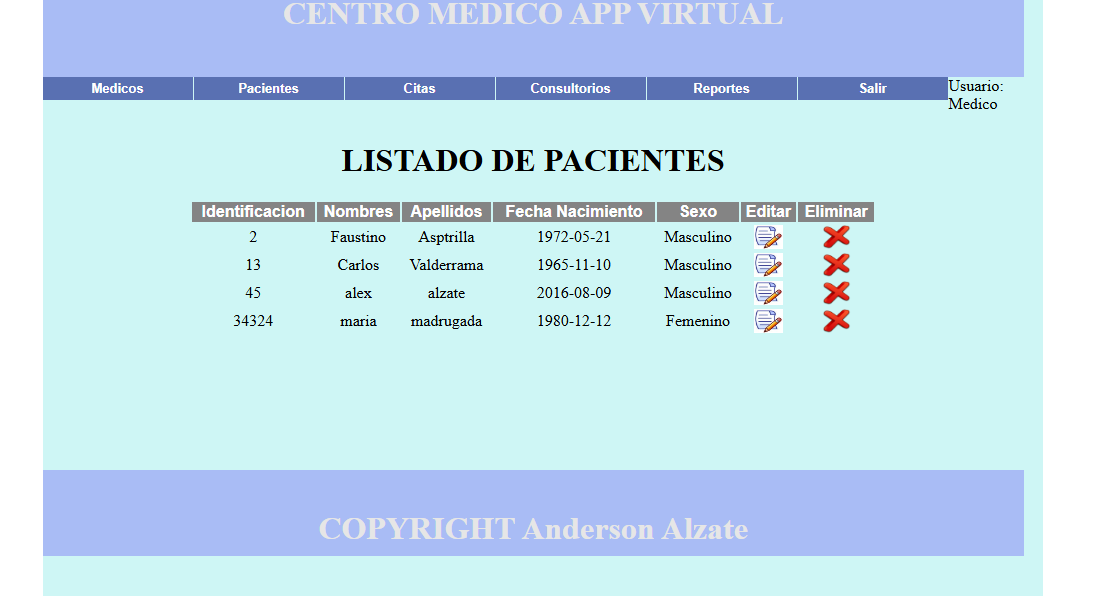 CENTRO MEDICO APP VIRTUAL
Medicos Pacientes Citas Consultorios Reportes Salir Usuario:
Medico
LISTADO DE PACIENTES
Identificacion Nombres Apellidos Fecha Nacimiento Sexo Editar Eliminar
2 Faustino Asptrilla 1972-05-21 Masculino
13 Carlos Valderrama 1965-11-10 Masculino
45 alex alzate 2016-08-09 Masculino
34324 maria madrugada 1980-12-12 Femenino
COPYRIGHT Anderson Alzate